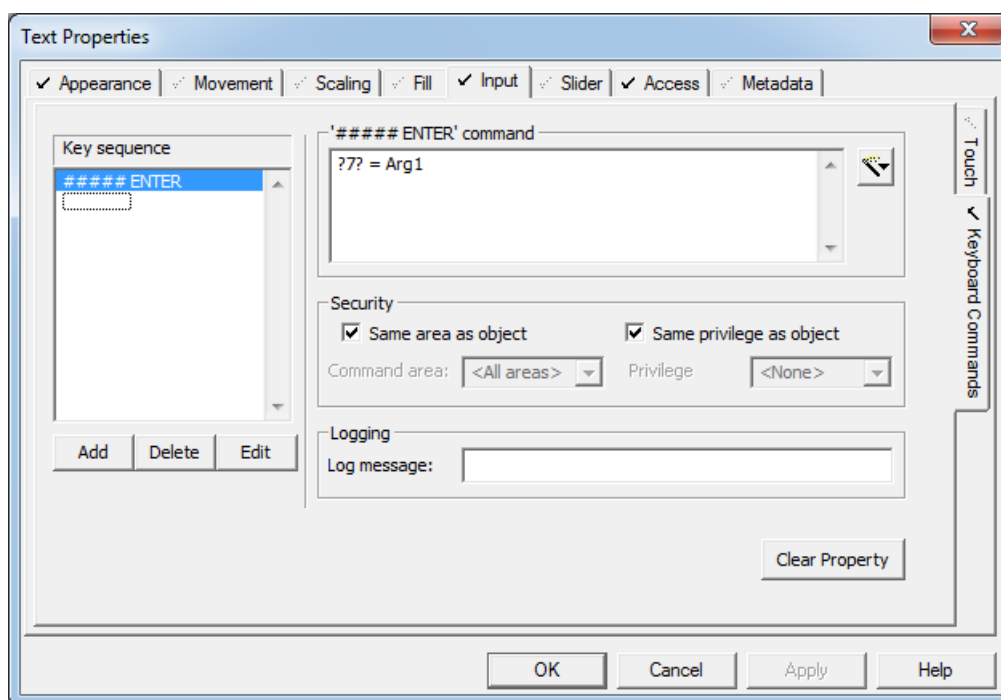 Text Properties
Appearance Movement Scaling Fill Input Slider Access Metadata
Key sequence
##### ENTER
Add Delete Edit
'##### ENTER' command
?7? = Arg1
Security
Same area as object Same privilege as object
Command area: <All areas> Privilege <None>
Logging
Log message:
Clear Property
Touch
Keyboard Commands
OK Cancel Apply Help